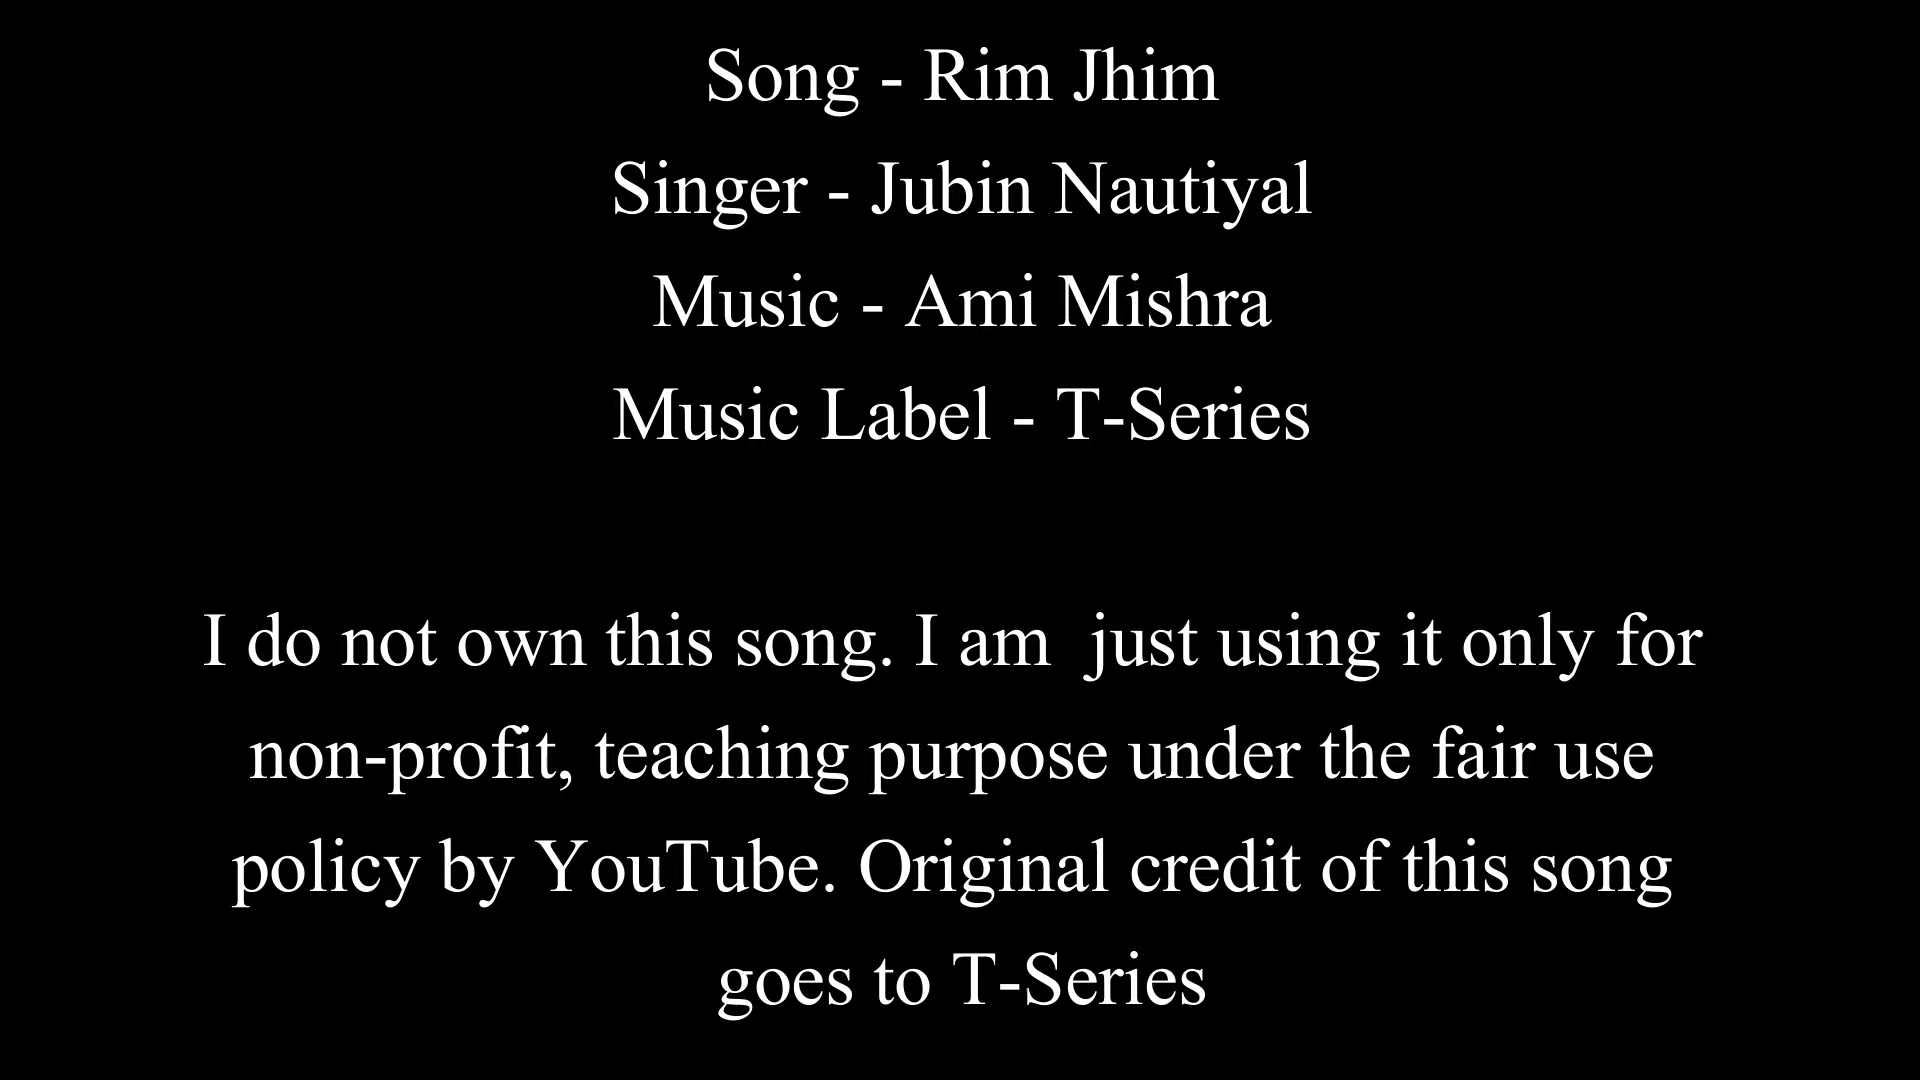 Song - Rim Jhim
Singer - Jubin Nautiyal
Music - Ami Mishra
Music Label - T-Series
I do not own this song. I am  just using it only for
non-profit, teaching purpose under the fair use
policy by YouTube. Original credit of this song
goes to T-Series